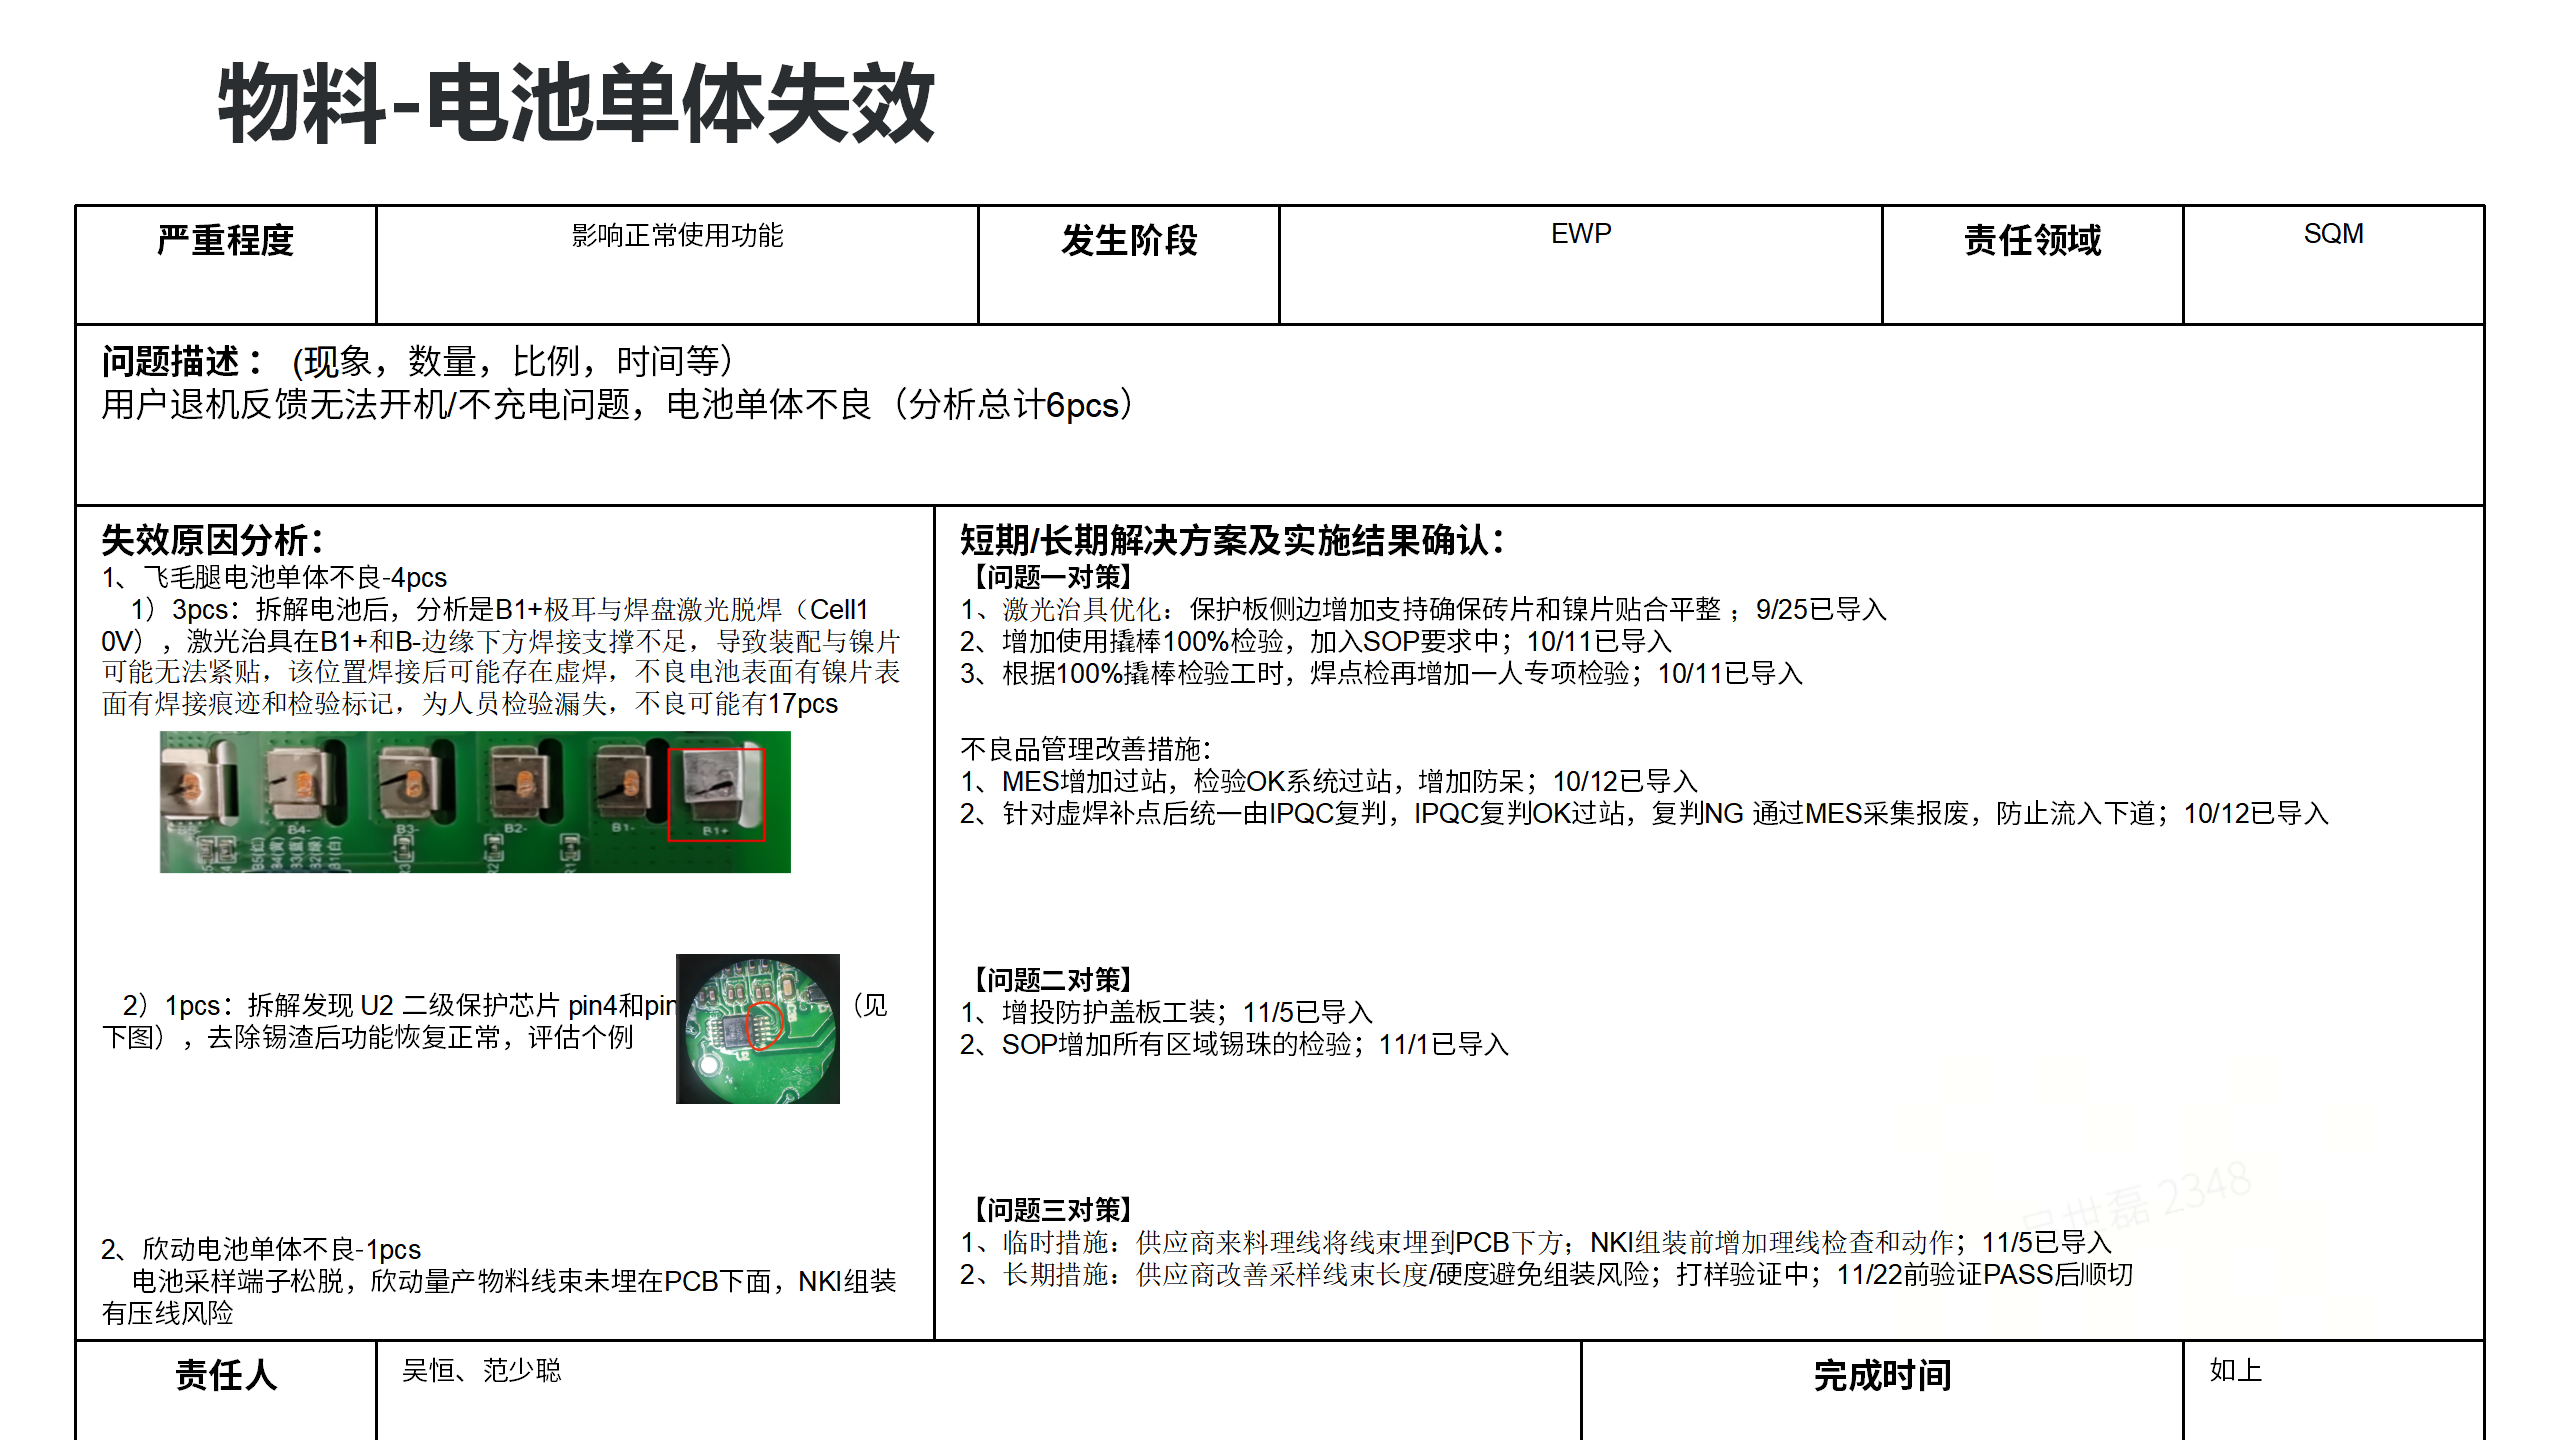 物料-电池单体失效
严重程度
影响正常使用功能
发生阶段
EWP
责任领域
SQM
问题描述： (现象，数量，比例，时间等）
用户退机反馈无法开机/不充电问题，电池单体不良（分析总计6pcs）
失效原因分析：
1、飞毛腿电池单体不良-4pcs
1）3pcs：拆解电池后，分析是B1+极耳与焊盘激光脱焊（Cell1
0V），激光治具在B1+和B-边缘下方焊接支撑不足，导致装配与镍片
可能无法紧贴，该位置焊接后可能存在虚焊，不良电池表面有镍片表
面有焊接痕迹和检验标记，为人员检验漏失，不良可能有17pcs
B4-
B3-
B2-
B1-
B1+
B5(红)
B4(黄)
B3(蓝)
B2(绿)
B1(白)
2）1pcs：拆解发现 U2 二级保护芯片 pin4和pin
（见
下图），去除锡渣后功能恢复正常，评估个例
2、欣动电池单体不良-1pcs
电池采样端子松脱，欣动量产物料线束未埋在PCB下面，NKI组装
有压线风险
短期/长期解决方案及实施结果确认：
【问题一对策】
1、激光治具优化：保护板侧边增加支持确保砖片和镍片贴合平整 ；9/25已导入
2、增加使用撬棒100%检验，加入SOP要求中；10/11已导入
3、根据100%撬棒检验工时，焊点检再增加一人专项检验；10/11已导入
不良品管理改善措施：
1、MES增加过站，检验OK系统过站，增加防呆；10/12已导入
2、针对虚焊补点后统一由IPQC复判，IPQC复判OK过站，复判NG 通过MES采集报废，防止流入下道；10/12已导入
【问题二对策】
1、增投防护盖板工装；11/5已导入
2、SOP增加所有区域锡珠的检验；11/1已导入
【问题三对策】
1、临时措施：供应商来料理线将线束埋到PCB下方；NKI组装前增加理线检查和动作；11/5已导入
2、长期措施：供应商改善采样线束长度/硬度避免组装风险；打样验证中；11/22前验证PASS后顺切
世磊 2348
责任人
吴恒、范少聪
完成时间
如上